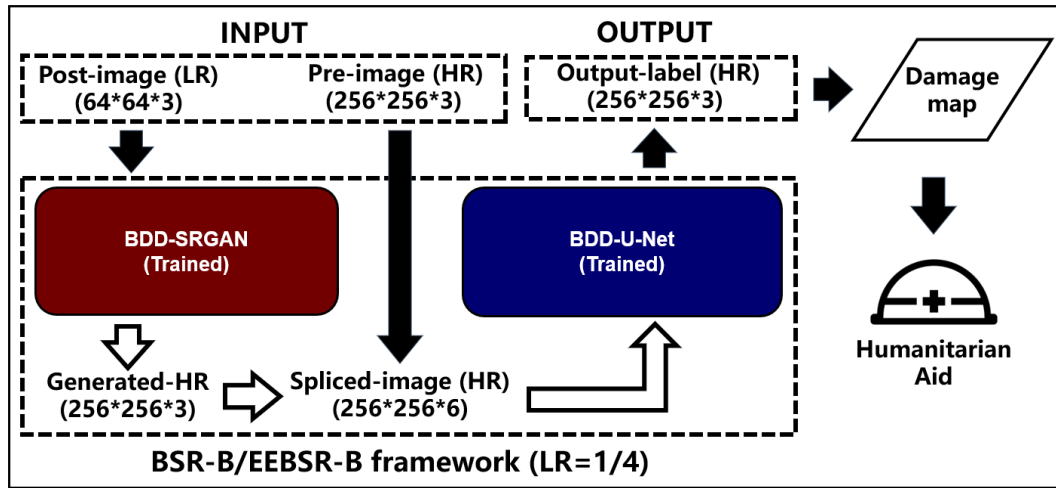 INPUT
OUTPUT
Post-image (LR)
(64*64*3)
Pre-image (HR)
(256*256*3)
Output-label (HR)
(256*256*3)
Damage
map
BDD-SRGAN
(Trained)
BDD-U-Net
(Trained)
Generated-HR
(256*256*3)
Spliced-image (HR)
(256*256*6)
Humanitarian
Aid
BSR-B/EEBSR-B framework (LR=1/4)